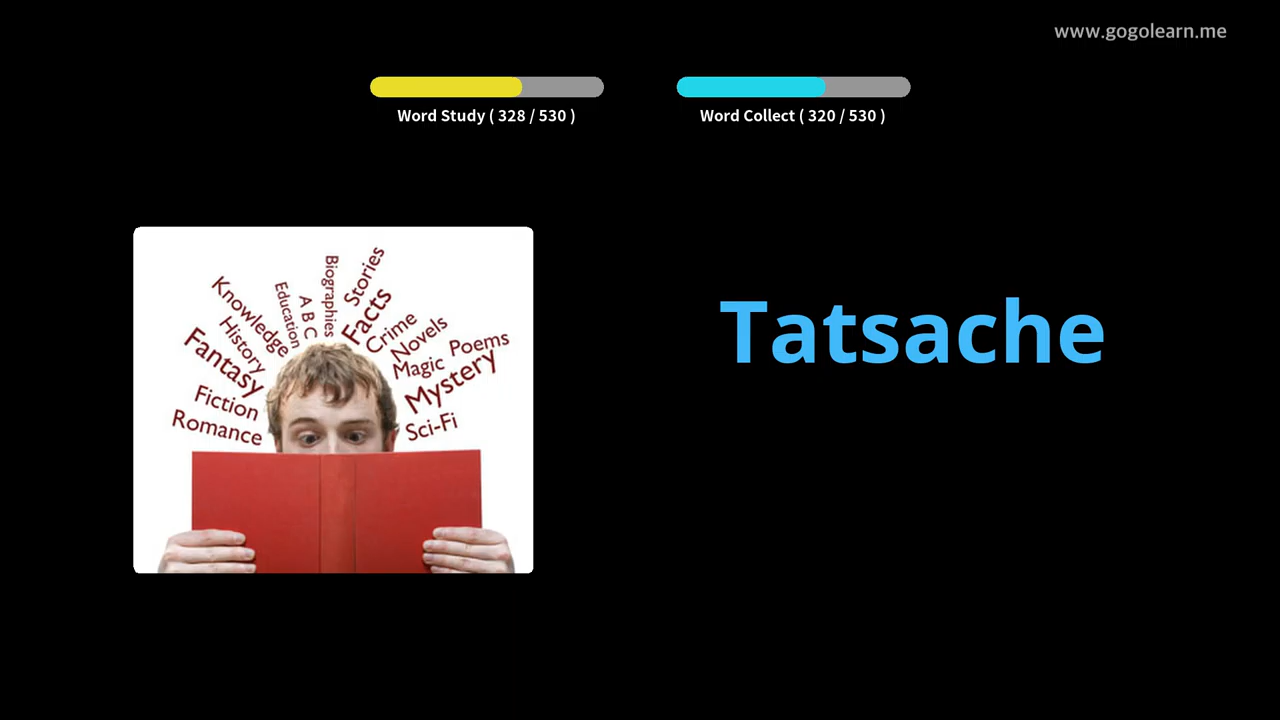 www.gogolearn.me
Word Study ( 328 / 530 )
Word Collect ( 320 / 530 )
Tatsache
Biographies
Stories
Facts
Education
A B C
Knowledge
History
Fantasy
Fiction
Romance
Crime
Novels
Magic
Poems
Mystery
Sci-Fi